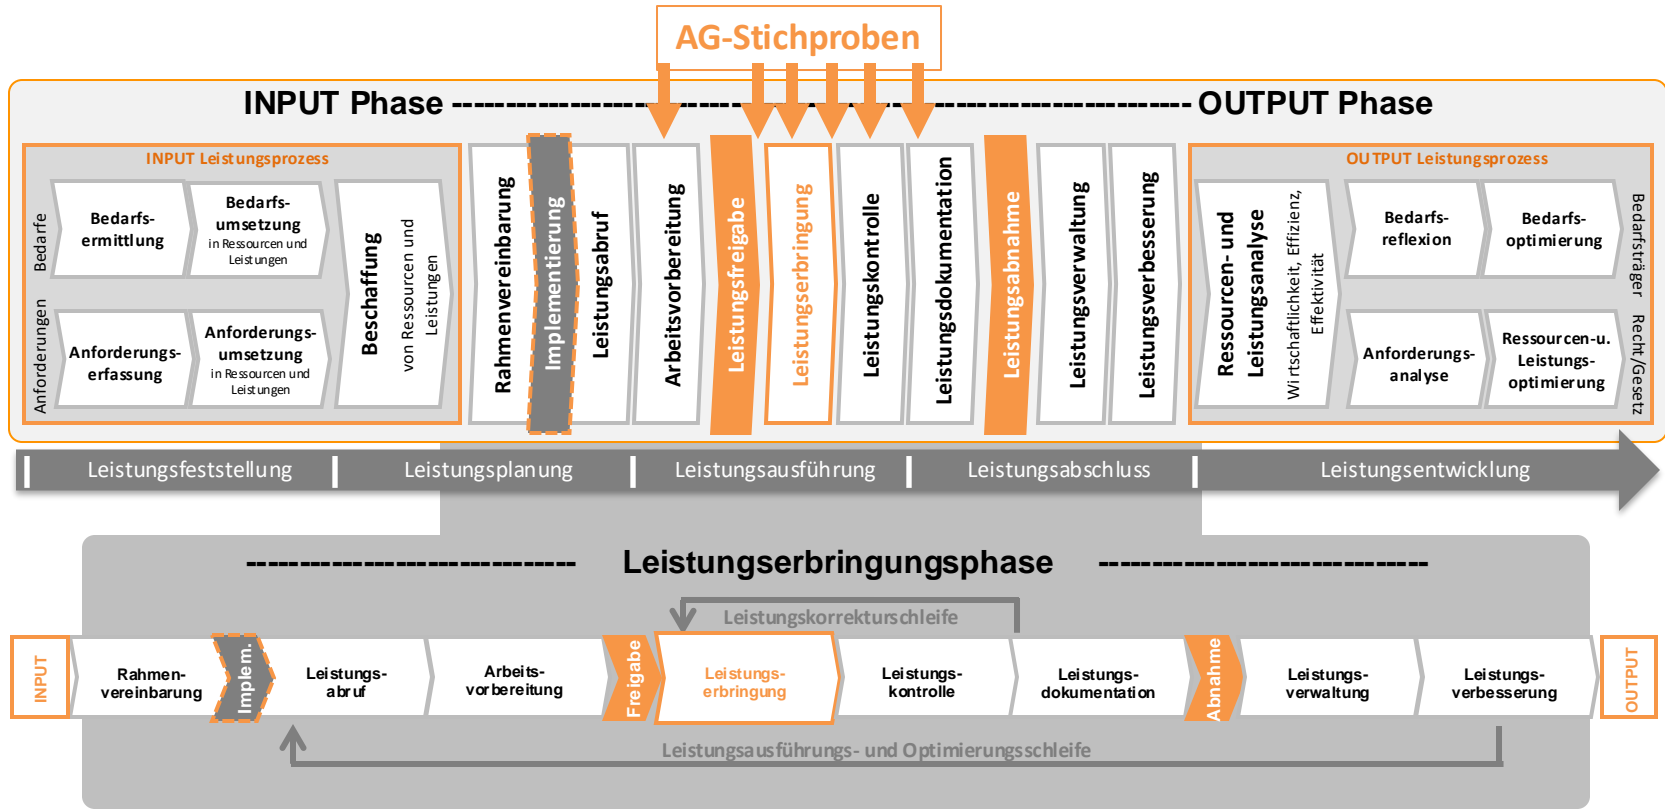 AG-Stichproben
INPUT Phase
OUTPUT Phase
INPUT Leistungsprozess
Bedarfe
Anforderungen
Bedarfs-
ermittlung
Bedarfs-
umsetzung
in Ressourcen und
Leistungen
Anforderungs-
erfassung
Anforderungs-
umsetzung
in Ressourcen und
Leistungen
Beschaffung
von Ressourcen und
Leistungen
Rahmenvereinbarung
Implementierung
Leistungsabruf
Arbeitsvorbereitung
Leistungsfreigabe
Leistungserbringung
Leistungskontrolle
Leistungsdokumentation
Leistungsabnahme
Leistungsverwaltung
Leistungsverbesserung
OUTPUT Leistungsprozess
Ressourcen- und
Leistungsanalyse
Wirtschaftlichkeit, Effizienz,
Effektivität
Bedarfs-
reflexion
Bedarfs-
optimierung
Anforderungs-
analyse
Ressourcen-u.
Leistungs-
optimierung
Bedarfsträger
Recht/Gesetz
Leistungsfeststellung
Leistungsplanung
Leistungsausführung
Leistungsabschluss
Leistungsentwicklung
Leistungserbringungsphase
Leistungskorrekturschleife
INPUT
Rahmen-
vereinbarung
Implem.
Leistungs-
abruf
Arbeits-
vorbereitung
Freigabe
Leistungs-
erbringung
Leistungs-
kontrolle
Leistungs-
dokumentation
Abnahme
Leistungs-
verwaltung
Leistungs-
verbesserung
OUTPUT
Leistungsausführungs- und Optimierungsschleife